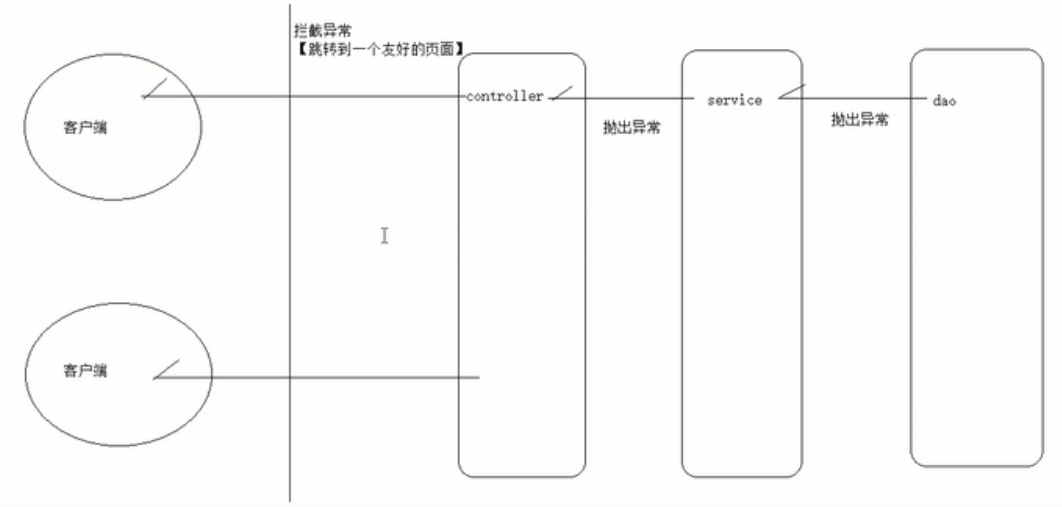 拦截异常
【跳转到一个友好的页面】
controller
service
dao
客户端
抛出异常
抛出异常
客户端